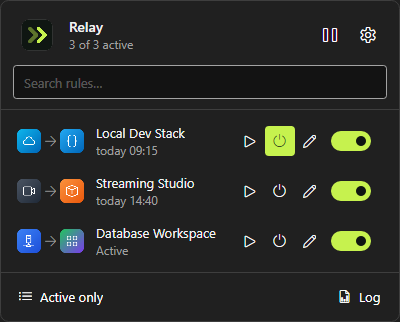 Relay
3 of 3 active
Search rules...
Local Dev Stack
today 09:15
Streaming Studio
today 14:40
Database Workspace
Active
Active only
Log